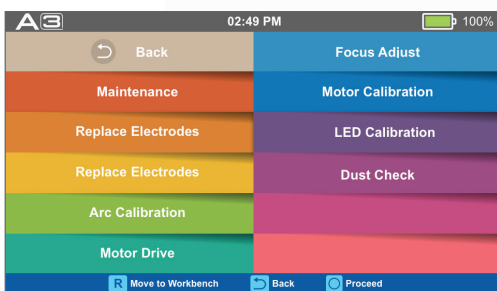 A3 02:49 PM 100%
Back
Focus Adjust
Maintenance
Motor Calibration
Replace Electrodes
LED Calibration
Replace Electrodes
Dust Check
Arc Calibration
Motor Drive
R Move to Workbench Back Proceed